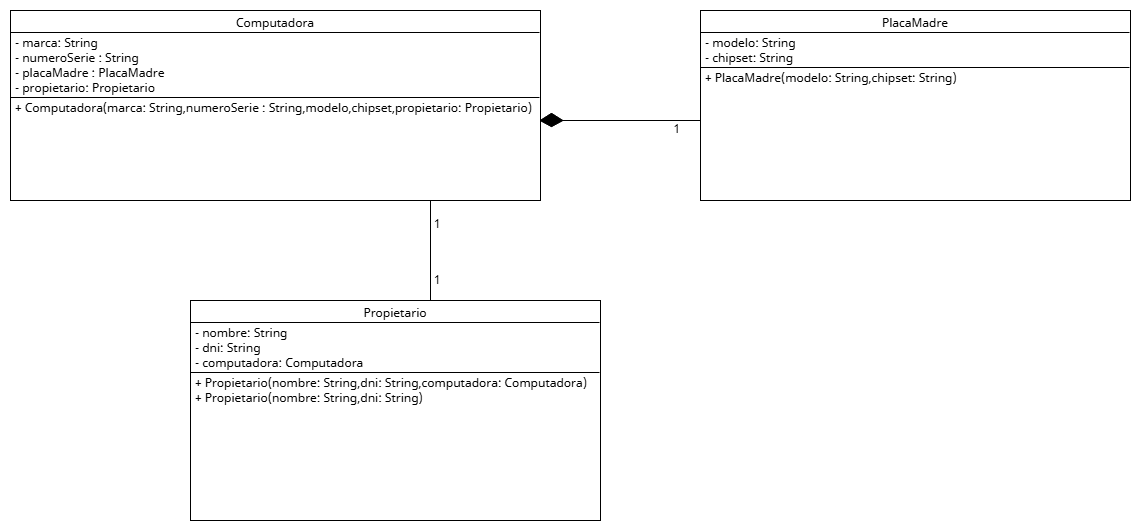 Computadora
- marca: String
- numeroSerie : String
- placaMadre : PlacaMadre
- propietario: Propietario
+ Computadora(marca: String,numeroSerie : String,modelo,chipset,propietario: Propietario)
PlacaMadre
- modelo: String
- chipset: String
+ PlacaMadre(modelo: String,chipset: String)
1
1
1
Propietario
- nombre: String
- dni: String
- computadora: Computadora
+ Propietario(nombre: String,dni: String,computadora: Computadora)
+ Propietario(nombre: String,dni: String)